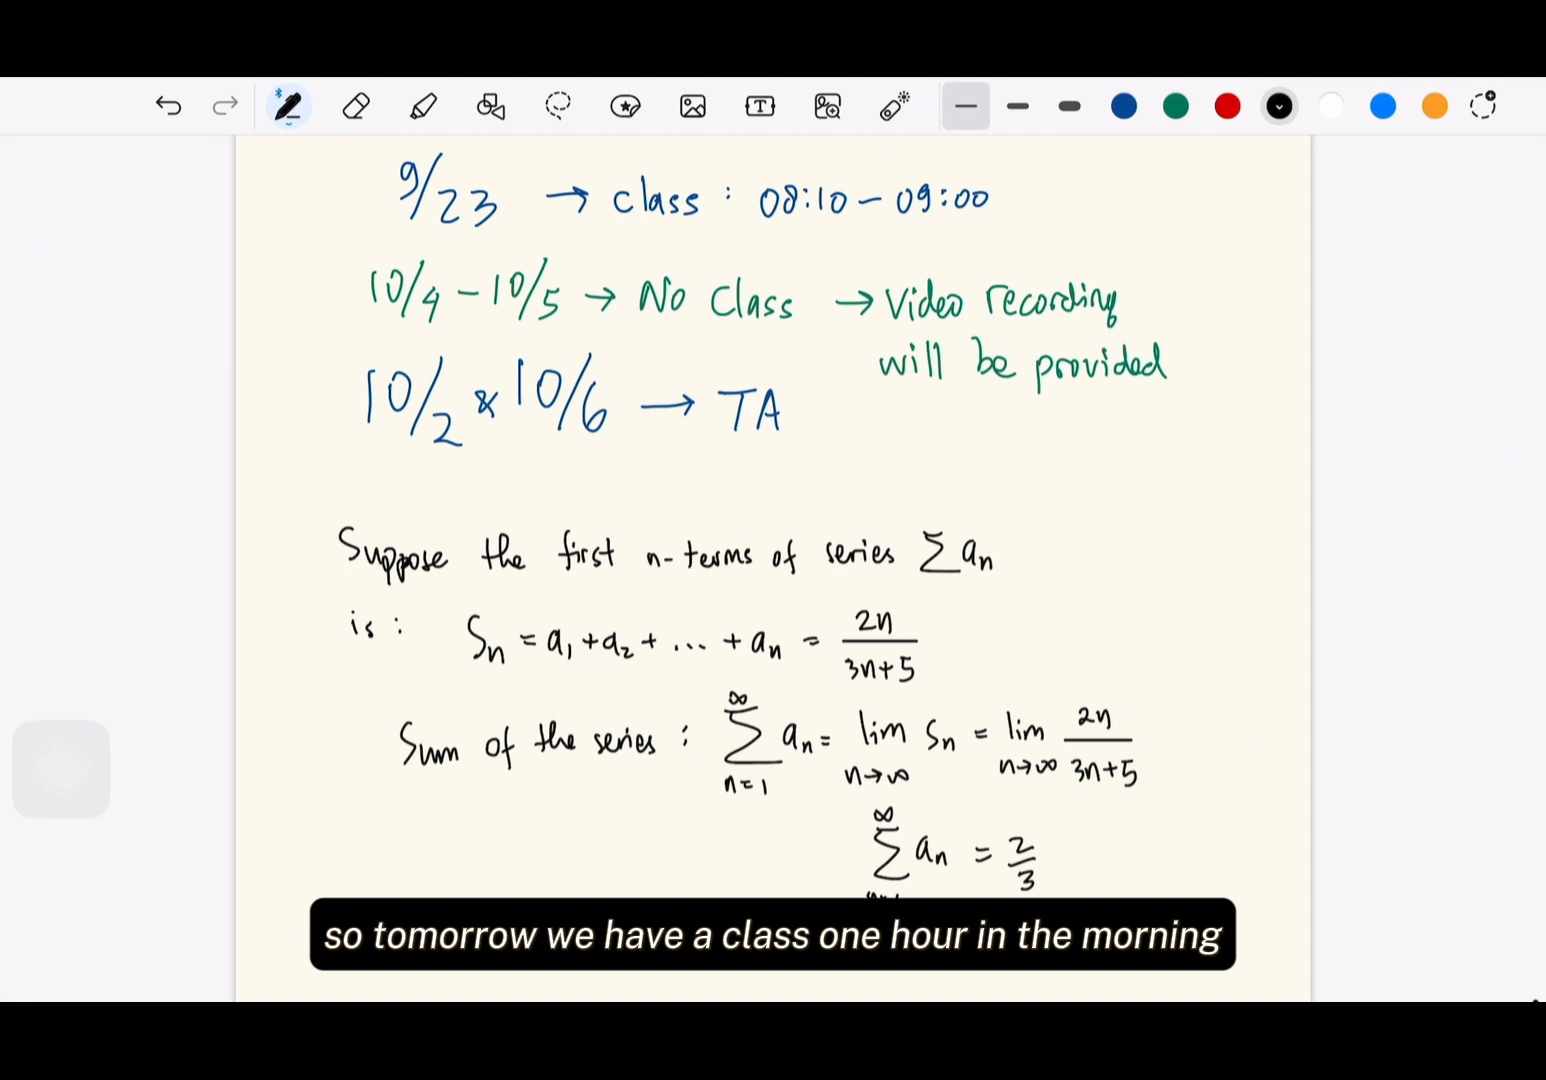 9/23 → class : 08:10 – 09:00
10/4 – 10/5 → No Class → Video recording
will be provided
10/2 & 10/6 → TA
Suppose the first n-terms of series ∑ aₙ
is : Sₙ = a₁ + a₂ + ... + aₙ = 2n/(3n+5)
Sum of the series : ∞∑n=1 aₙ = lim n→∞ Sₙ = lim n→∞ 2n/(3n+5)
∞∑ aₙ = 2/3
so tomorrow we have a class one hour in the morning